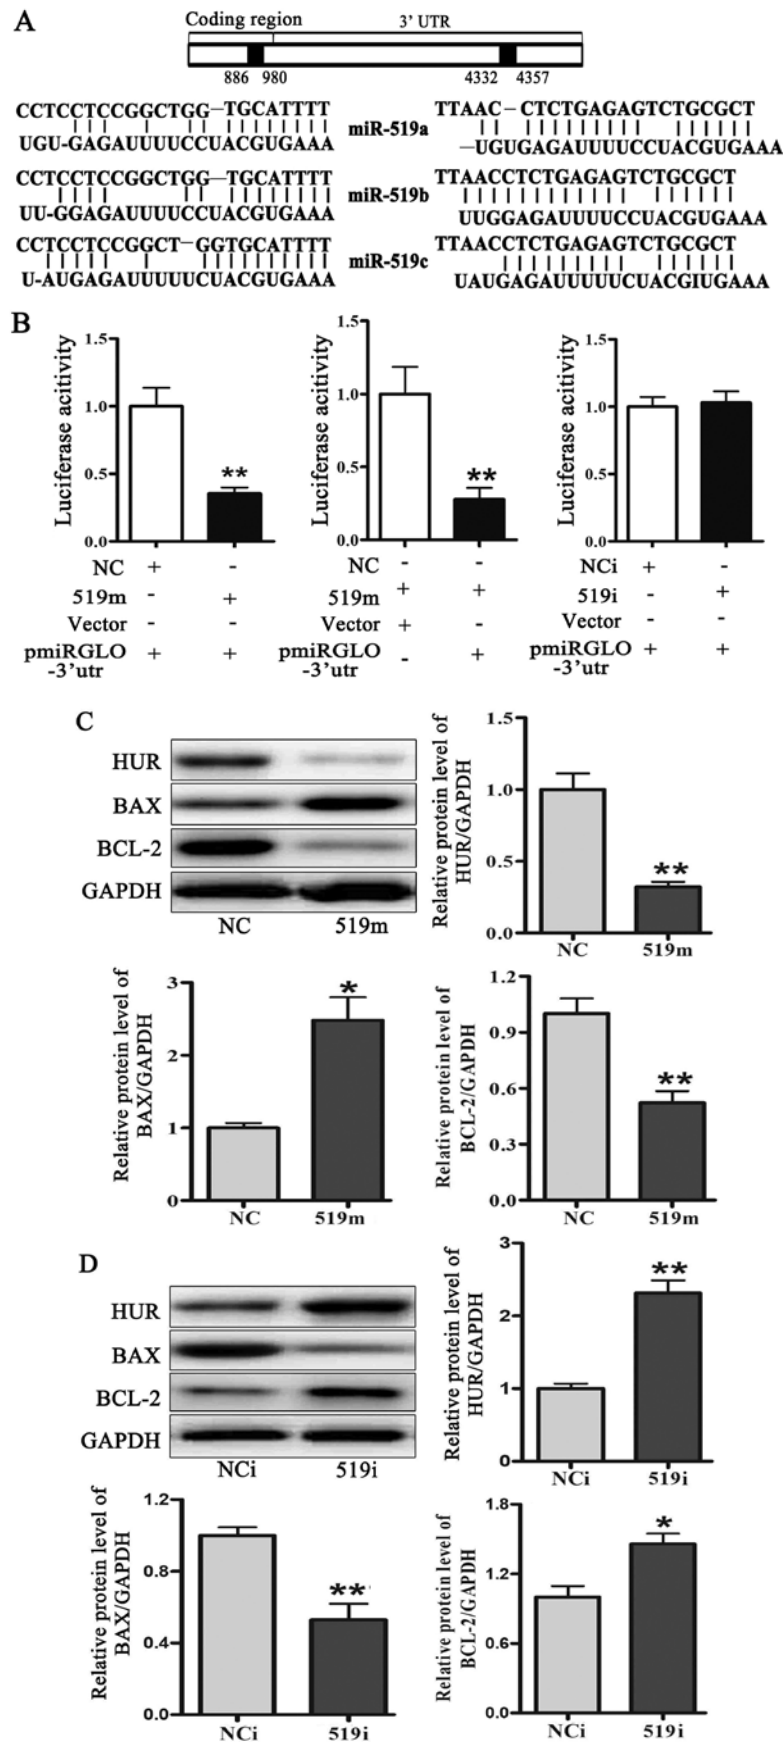 A
Coding region
3' UTR
886
980
4332
4357
CCTCCTCCGGCTGG–TGCATTTT
UGU-GAGAUUUUCCUACGUGAAA
miR-519a
TTAAC–CTCTGAGAGTCTGCGCT
–UGUGAGAUUUUCCUACGUGAAA
CCTCCTCCGGCTGG–TGCATTTT
UU-GGAGAUUUUCCUACGUGAAA
miR-519b
TTAACCTCTGAGAGTCTGCGCT
UUGGAGAUUUUCCUACGUGAAA
CCTCCTCCGGCT–GGTGCATTTT
U-AUGAGAUUUUUCUACGUGAAA
miR-519c
TTAACCTCTGAGAGTCTGCGCT
UAUGAGAUUUUUCUACGIUGAAA
B
Luciferase acitivity
1.5
1.0
0.5
0.0
**
NC + -
519m - +
Vector - -
pmiRGLO + +
-3'utr
Luciferase acitivity
1.5
1.0
0.5
0.0
**
NC - -
519m + +
Vector + -
pmiRGLO - +
-3'utr
Luciferase acitivity
1.5
1.0
0.5
0.0
NCi + -
519i - +
Vector - -
pmiRGLO + +
-3'utr
C
HUR
BAX
BCL-2
GAPDH
NC 519m
Relative protein level of
HUR/GAPDH
1.5
1.0
0.5
0.0
**
NC 519m
Relative protein level of
BAX/GAPDH
3
2
1
0
*
NC 519m
Relative protein level of
BCL-2/GAPDH
1.2
0.9
0.6
0.3
0.0
**
NC 519m
D
HUR
BAX
BCL-2
GAPDH
NCi 519i
Relative protein level of
HUR/GAPDH
3
2
1
0
**
NCi 519i
Relative protein level of
BAX/GAPDH
1.2
0.8
0.4
0.0
**
NCi 519i
Relative protein level of
BCL-2/GAPDH
1.8
1.2
0.6
0.0
*
NCi 519i